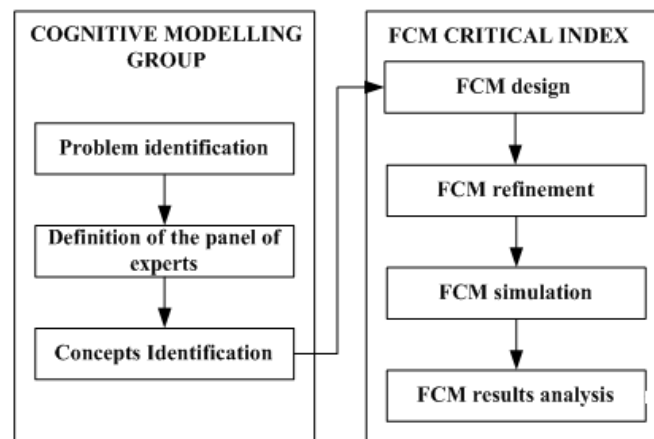 COGNITIVE MODELLING
GROUP
Problem identification
Definition of the panel of
experts
Concepts Identification
FCM CRITICAL INDEX
FCM design
FCM refinement
FCM simulation
FCM results analysis